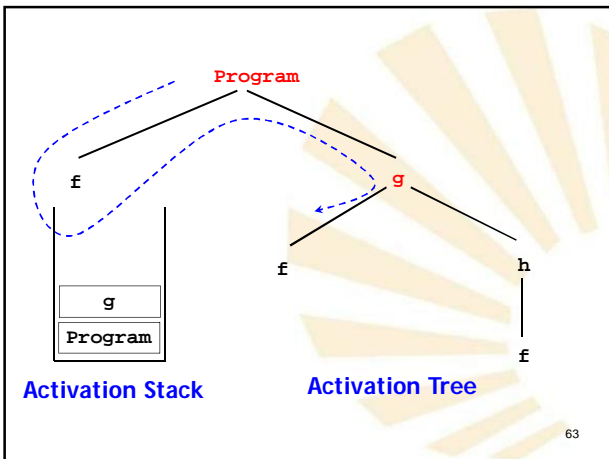 Program
f
g
f
h
g
Program
f
Activation Stack
Activation Tree
63